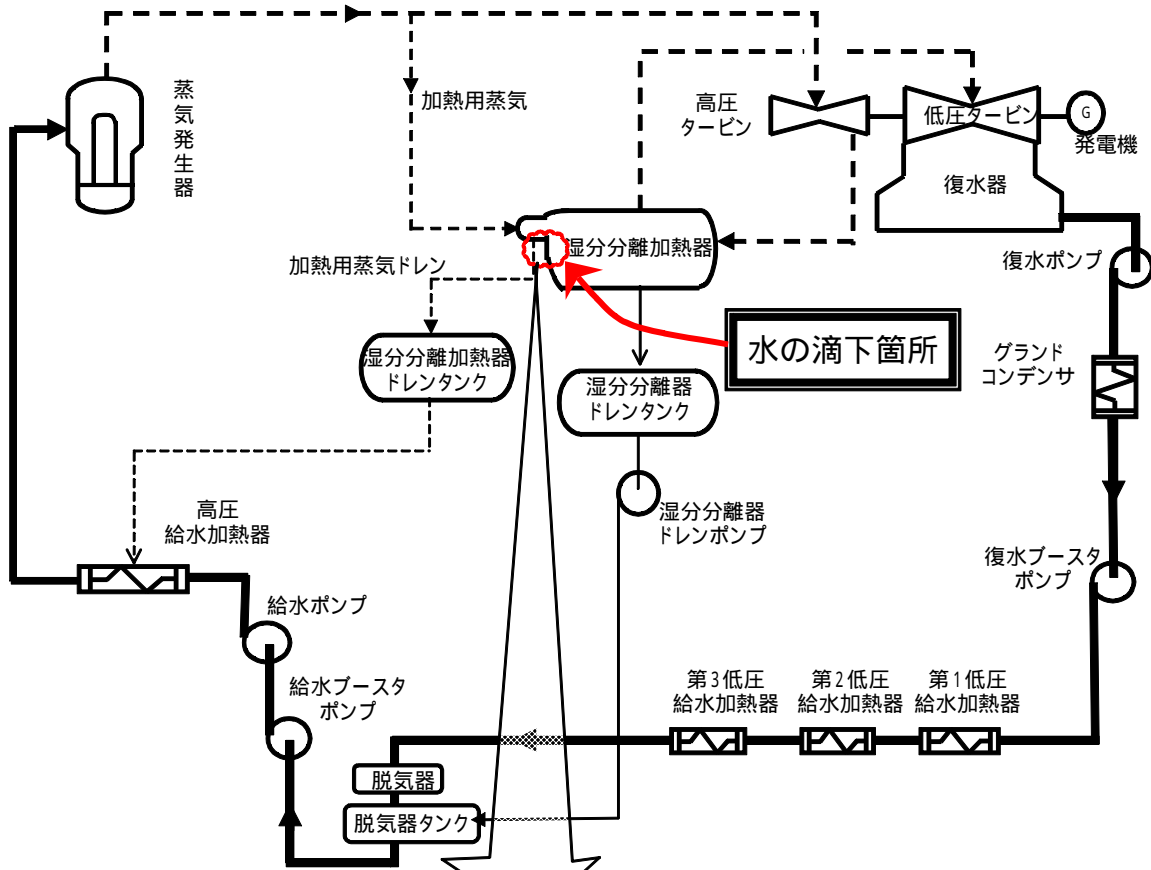 蒸気発生器
加熱用蒸気
高圧
タービン
低圧タービン
G
発電機
復水器
湿分分離加熱器
加熱用蒸気ドレン
復水ポンプ
水の滴下箇所
グランド
コンデンサ
湿分分離加熱器
ドレンタンク
湿分分離器
ドレンタンク
高圧
給水加熱器
湿分分離器
ドレンポンプ
復水ブースタ
ポンプ
給水ポンプ
給水ブースタ
ポンプ
第3低圧
給水加熱器
第2低圧
給水加熱器
第1低圧
給水加熱器
脱気器
脱気器タンク